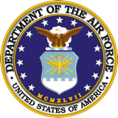 DEPARTMENT OF THE AIR FORCE
MCMXLVII
UNITED STATES OF AMERICA